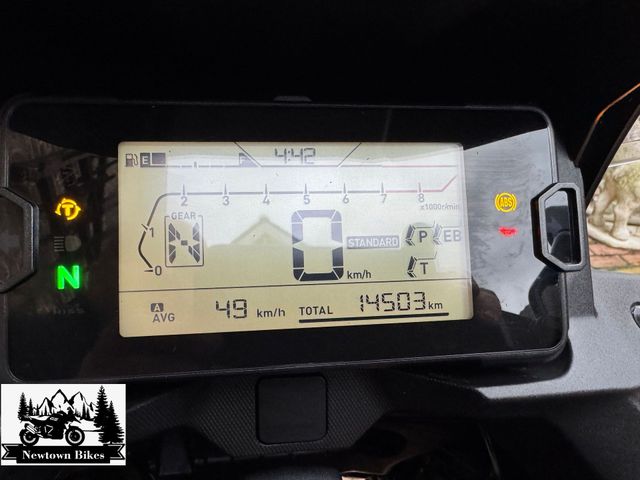 E F 4:42
2 3 4 5 6 7 8
x1000r/min
GEAR
T ABS
1 N 0 STANDARD P EB
N T
0 km/h
A AVG 49 km/h TOTAL 14503 km
Newtown Bikes